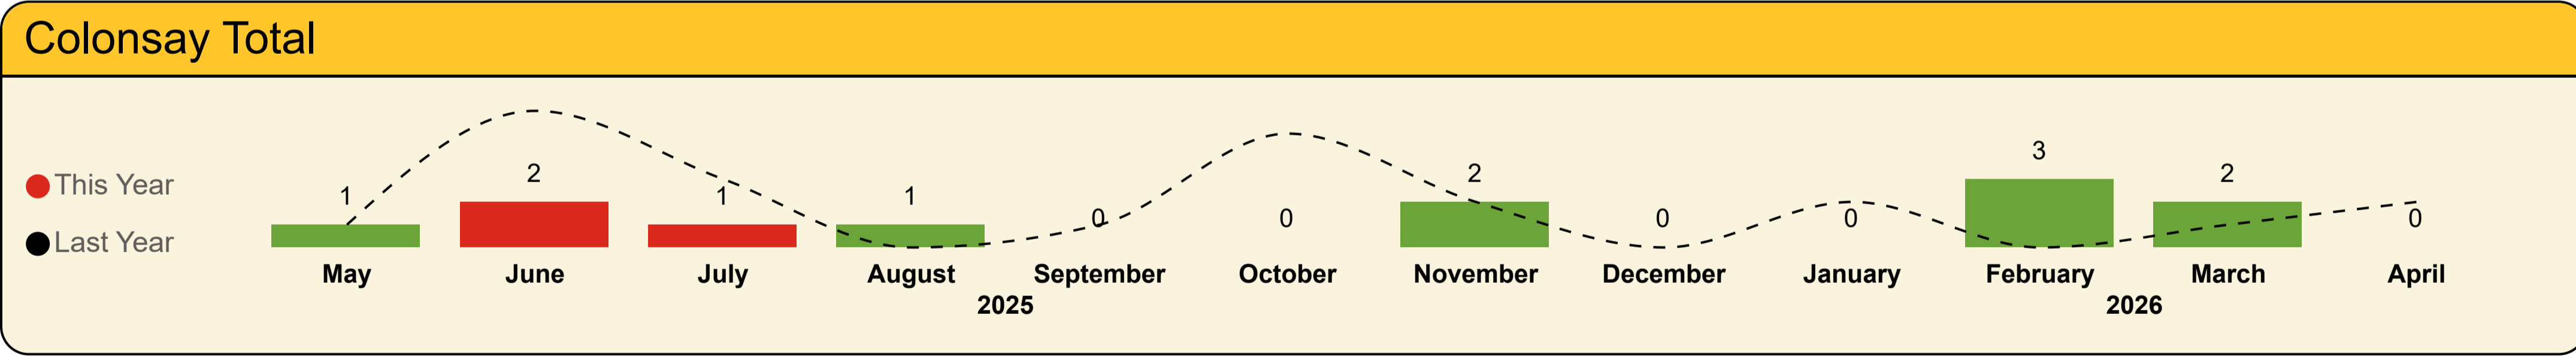 Colonsay Total
This Year
Last Year
1 2 1 1 0 0 2 0 0 3 2 0
May June July August September October November December January February March April
2025 2026